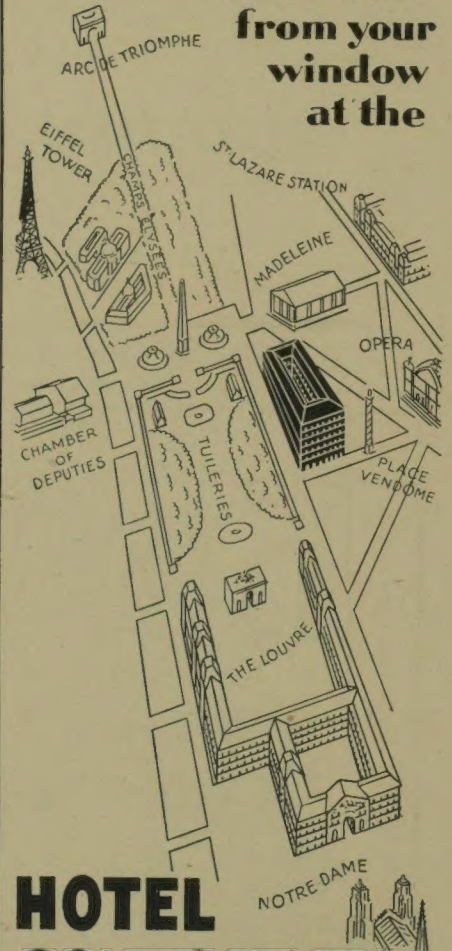 from your
window
at the
ARC DE TRIOMPHE
EIFFEL
TOWER
CHAMPS ELYSEES
ST LAZARE STATION
MADELEINE
OPERA
CHAMBER
OF
DEPUTIES
TUILERIES
PLACE
VENDOME
THE LOUVRE
NOTRE DAME
HOTEL